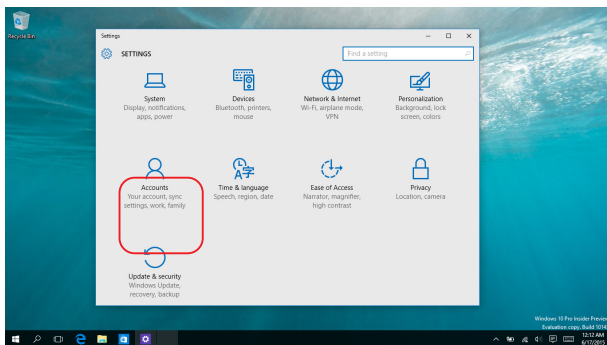 Recycle Bin
Settings
SETTINGS
Find a setting
System
Display, notifications,
apps, power
Devices
Bluetooth, printers,
mouse
Network & Internet
Wi-Fi, airplane mode,
VPN
Personalization
Background, lock
screen, colors
Accounts
Your account, sync
settings, work, family
Time & language
Speech, region, date
Ease of Access
Narrator, magnifier,
high contrast
Privacy
Location, camera
Update & security
Windows Update,
recovery, backup
Windows 10 Pro Insider Preview
Evaluation copy. Build 1014
12:12 AM
6/17/2015